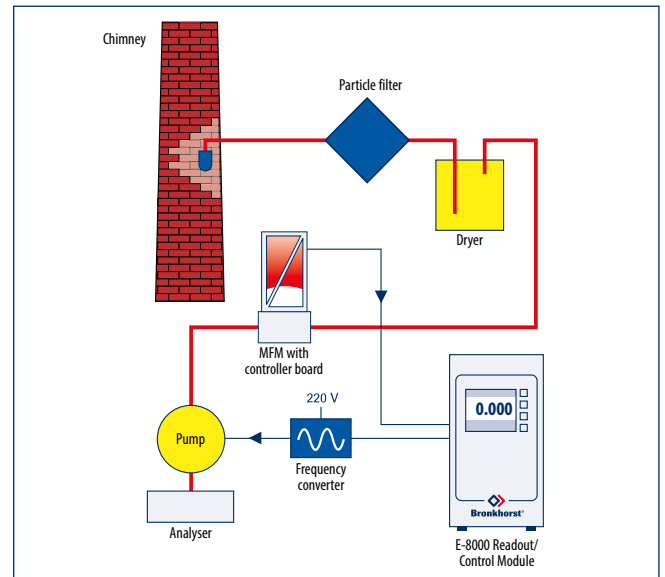 Chimney
Particle filter
Dryer
MFM with
controller board
220 V
0.000
Pump
Frequency
converter
Bronkhorst®
Analyser
E-8000 Readout/
Control Module